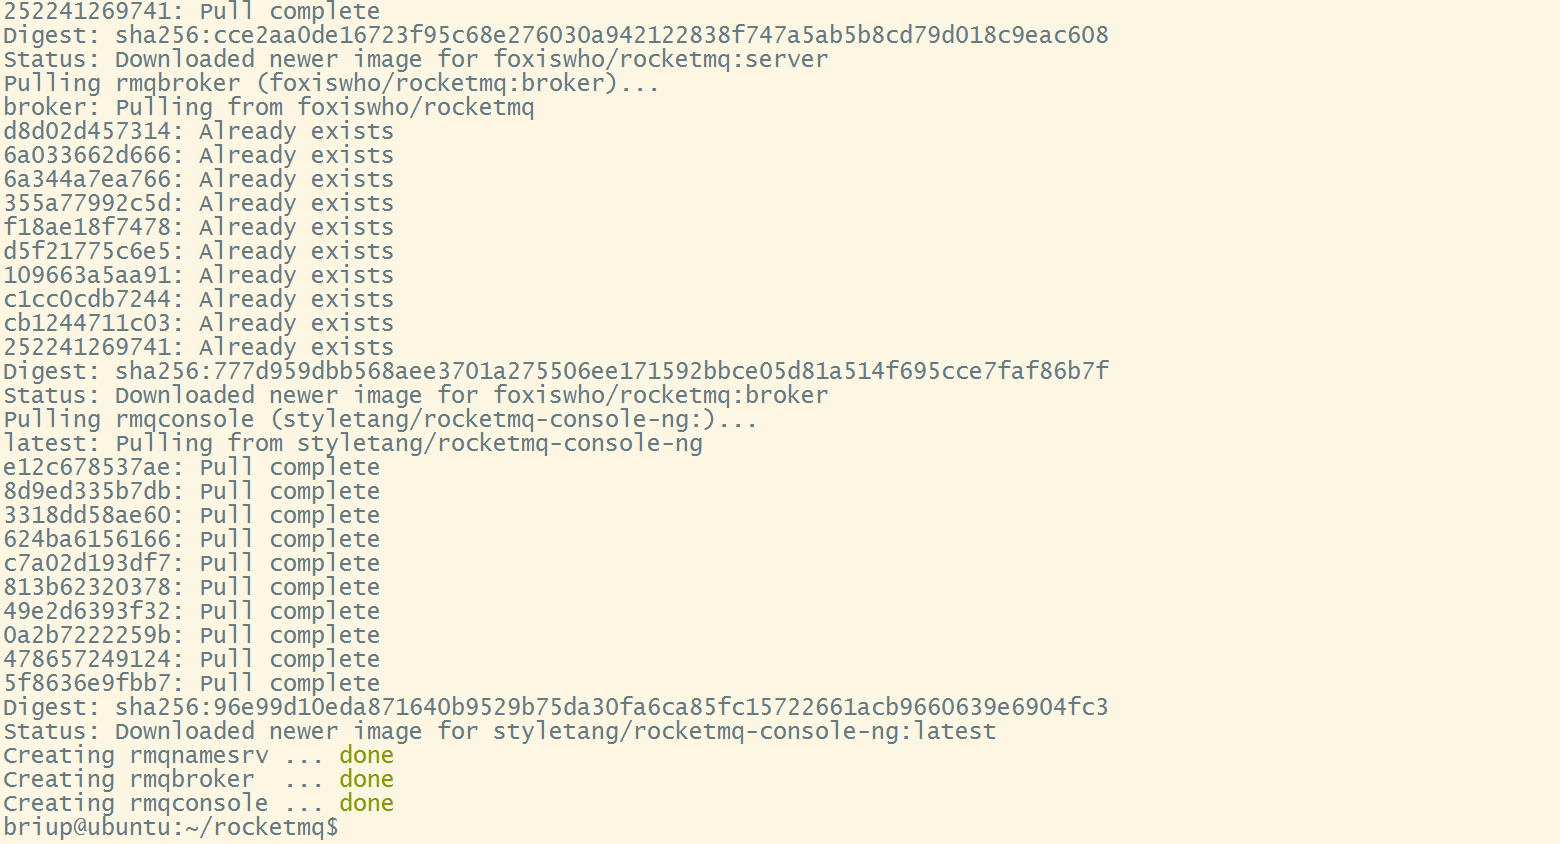 252241269741: Pull complete
Digest: sha256:cce2aa0de16723f95c68e276030a942122838f747a5ab5b8cd79d018c9eac608
Status: Downloaded newer image for foxiswho/rocketmq:server
Pulling rmqbroker (foxiswho/rocketmq:broker)...
broker: Pulling from foxiswho/rocketmq
d8d02d457314: Already exists
6a033662d666: Already exists
6a344a7ea766: Already exists
355a77992c5d: Already exists
f18ae18f7478: Already exists
d5f21775c6e5: Already exists
109663a5aa91: Already exists
c1cc0cdb7244: Already exists
cb1244711c03: Already exists
252241269741: Already exists
Digest: sha256:777d959dbb568aee3701a275506ee171592bbce05d81a514f695cce7faf86b7f
Status: Downloaded newer image for foxiswho/rocketmq:broker
Pulling rmqconsole (styletang/rocketmq-console-ng:)...
latest: Pulling from styletang/rocketmq-console-ng
e12c678537ae: Pull complete
8d9ed335b7db: Pull complete
3318dd58ae60: Pull complete
624ba6156166: Pull complete
c7a02d193df7: Pull complete
813b62320378: Pull complete
49e2d6393f32: Pull complete
0a2b7222259b: Pull complete
478657249124: Pull complete
5f8636e9fbb7: Pull complete
Digest: sha256:96e99d10eda871640b9529b75da30fa6ca85fc15722661acb9660639e6904fc3
Status: Downloaded newer image for styletang/rocketmq-console-ng:latest
Creating rmqnamesrv ... done
Creating rmqbroker  ... done
Creating rmqconsole ... done
briup@ubuntu:~/rocketmq$